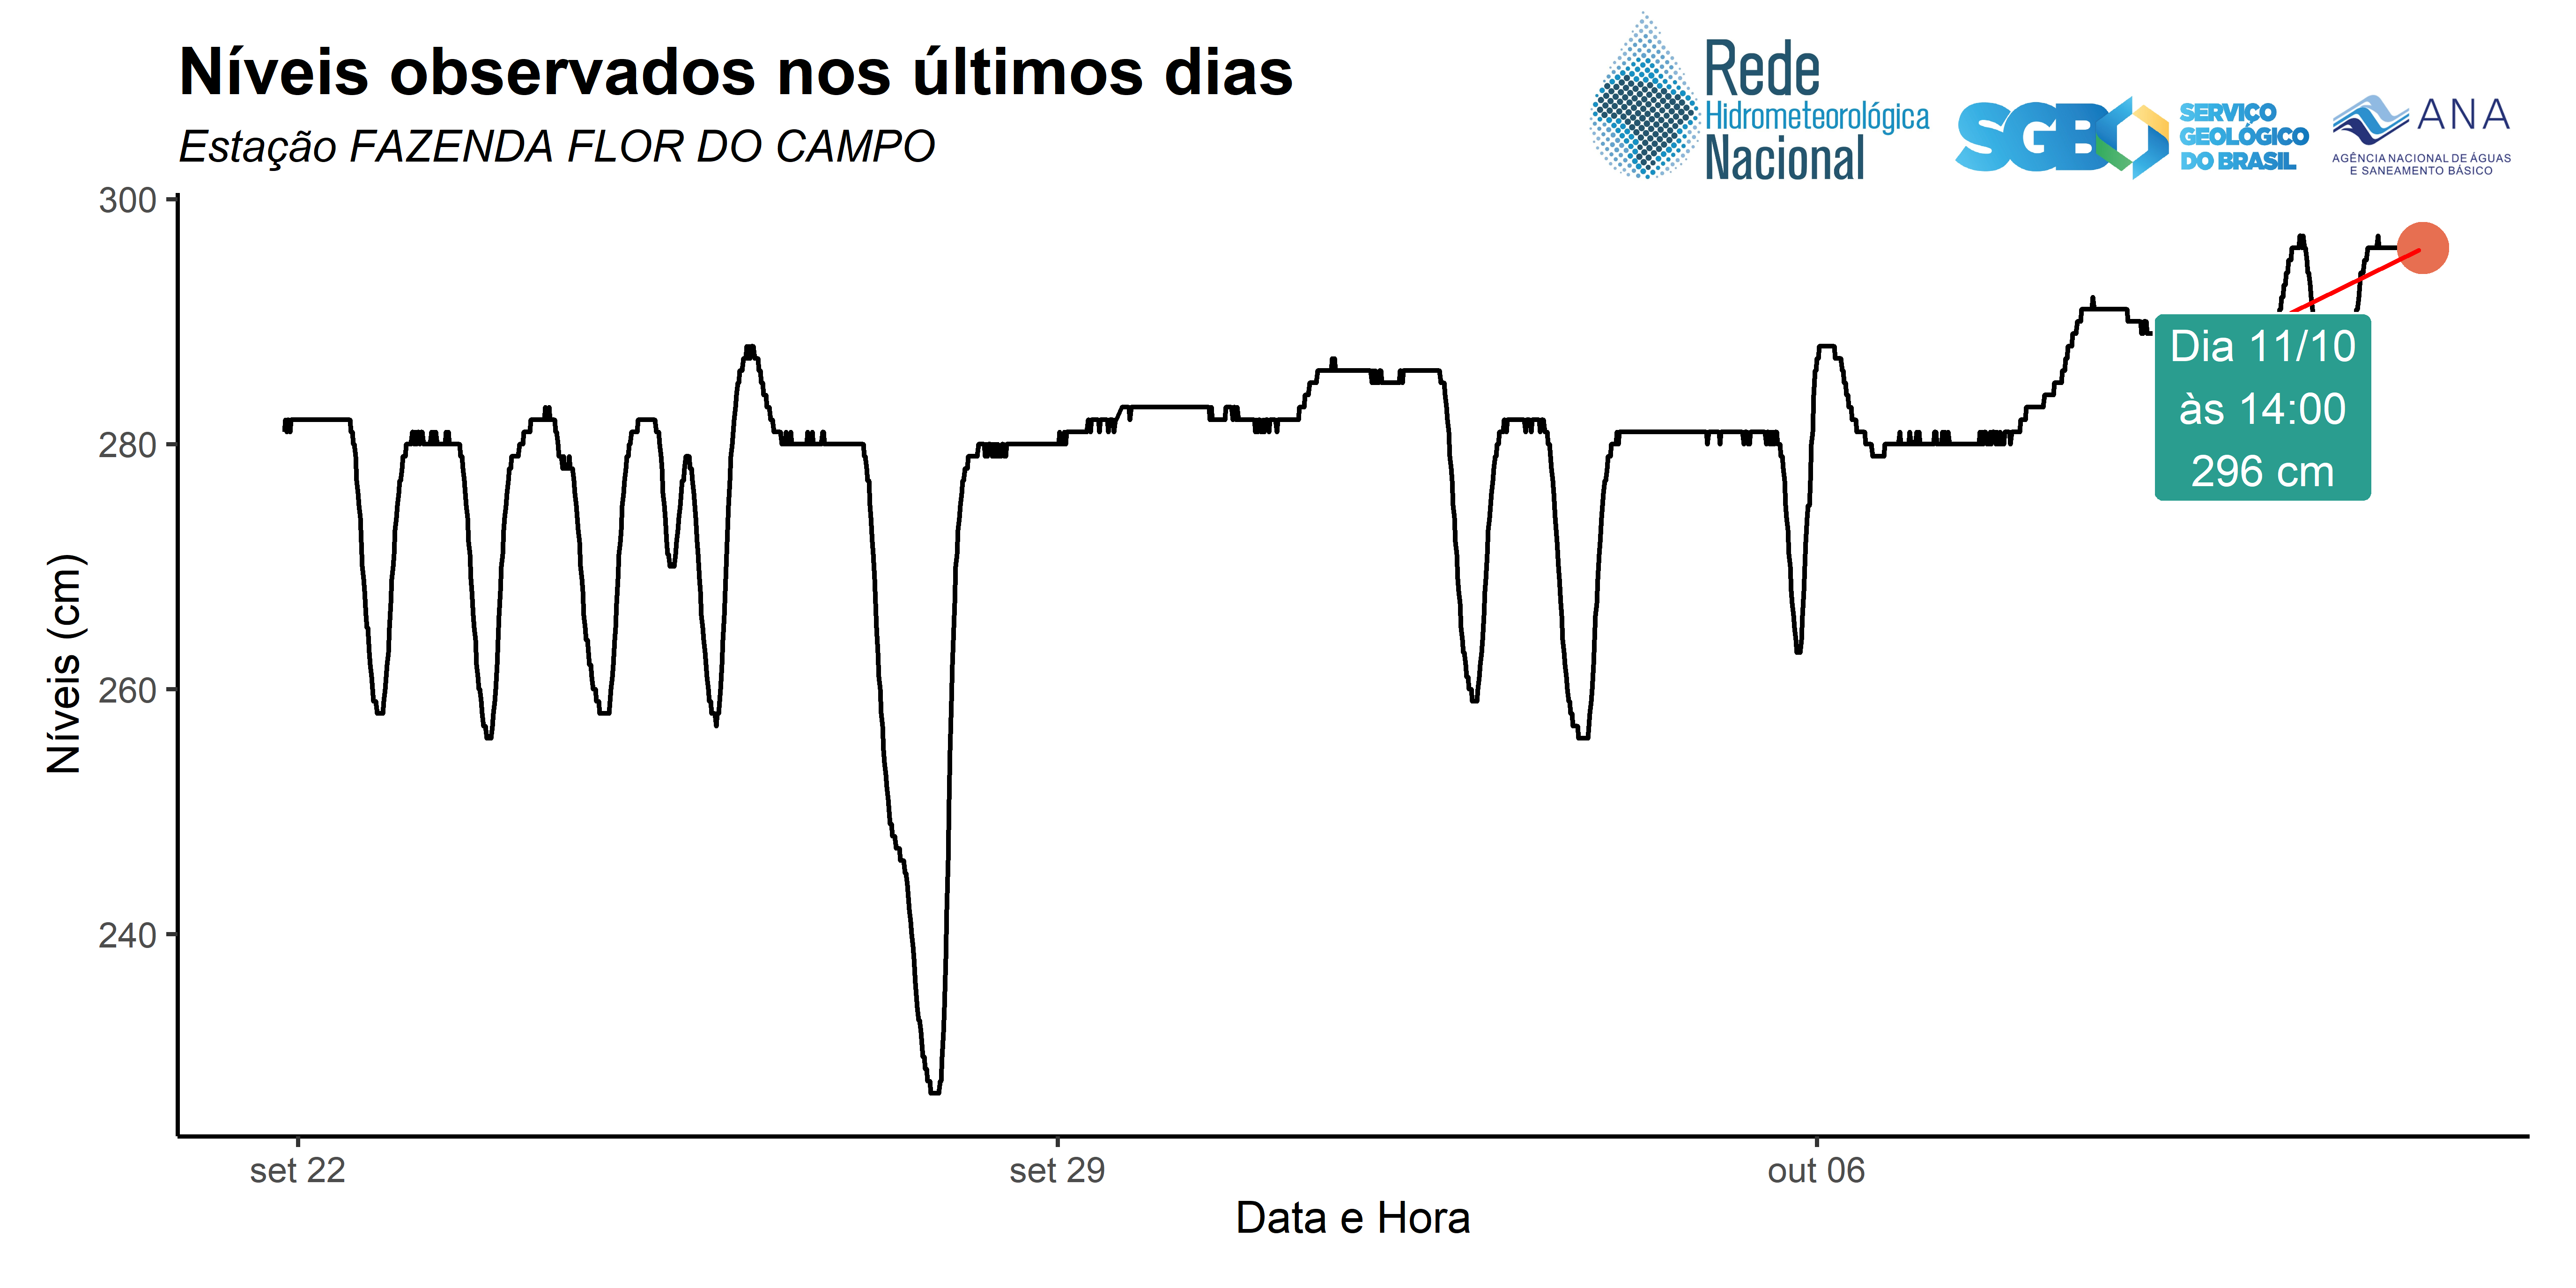 Níveis observados nos últimos dias
Estação FAZENDA FLOR DO CAMPO
Rede
Hidrometeorológica
Nacional
SGB
SERVIÇO
GEOLÓGICO
DO BRASIL
ANA
AGÊNCIA NACIONAL DE ÁGUAS
E SANEAMENTO BÁSICO
300
280
260
240
Níveis (cm)
Dia 11/10
às 14:00
296 cm
set 22
set 29
out 06
Data e Hora